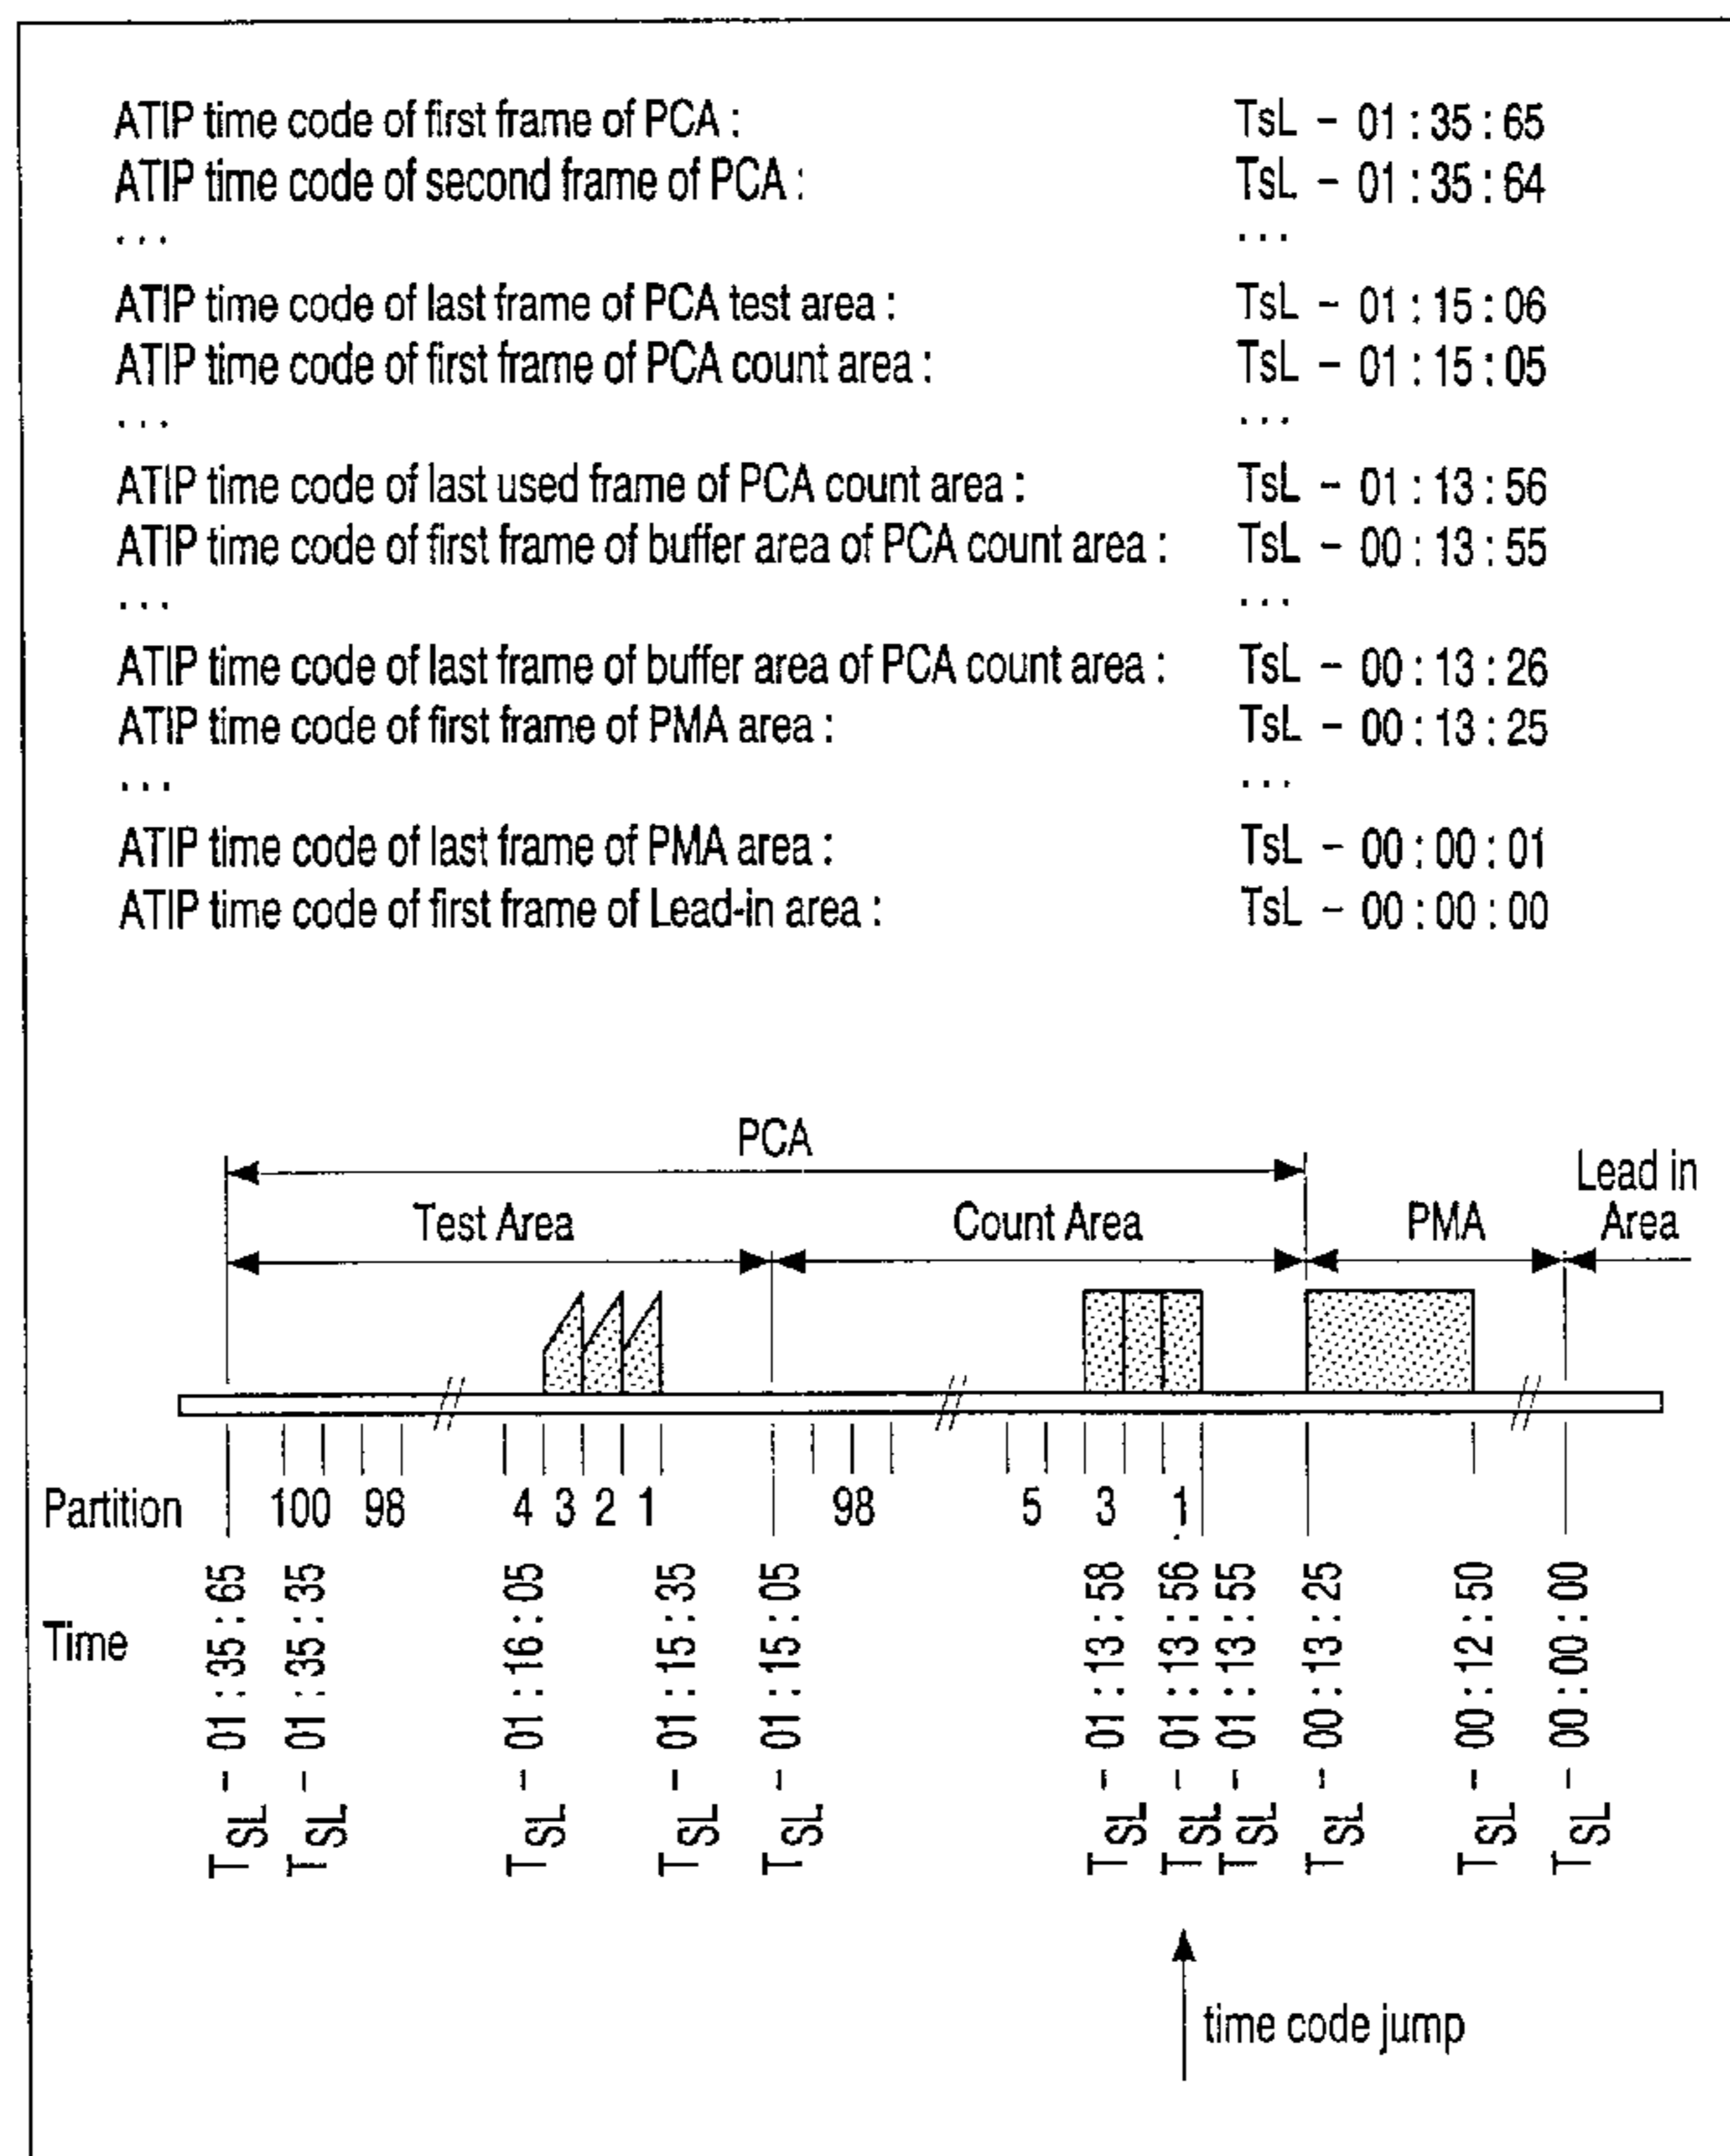 ATIP time code of first frame of PCA : TsL - 01 : 35 : 65
ATIP time code of second frame of PCA : TsL - 01 : 35 : 64
... ...
ATIP time code of last frame of PCA test area : TsL - 01 : 15 : 06
ATIP time code of first frame of PCA count area : TsL - 01 : 15 : 05
... ...
ATIP time code of last used frame of PCA count area : TsL - 01 : 13 : 56
ATIP time code of first frame of buffer area of PCA count area : TsL - 00 : 13 : 55
... ...
ATIP time code of last frame of buffer area of PCA count area : TsL - 00 : 13 : 26
ATIP time code of first frame of PMA area : TsL - 00 : 13 : 25
... ...
ATIP time code of last frame of PMA area : TsL - 00 : 00 : 01
ATIP time code of first frame of Lead-in area : TsL - 00 : 00 : 00
PCA
Lead in
Test Area Count Area PMA Area
Partition 100 98 4 3 2 1 98 5 3 1
Time
TSL - 01 : 35 : 65
TSL - 01 : 35 : 35
TSL - 01 : 16 : 05
TSL - 01 : 15 : 35
TSL - 01 : 15 : 05
TSL - 01 : 13 : 58
TSL - 01 : 13 : 56
TSL - 01 : 13 : 55
TSL - 00 : 13 : 25
TSL - 00 : 12 : 50
TSL - 00 : 00 : 00
time code jump